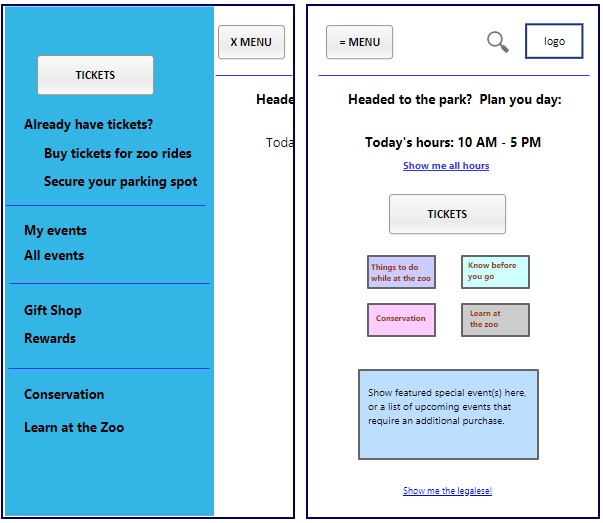 TICKETS
Already have tickets?
Buy tickets for zoo rides
Secure your parking spot
My events
All events
Gift Shop
Rewards
Conservation
Learn at the Zoo
X MENU
Heade
Toda
= MENU
logo
Headed to the park?  Plan you day:
Today's hours: 10 AM - 5 PM
Show me all hours
TICKETS
Things to do
while at the zoo
Know before
you go
Conservation
Learn at
the zoo
Show featured special event(s) here,
or a list of upcoming events that
require an additional purchase.
Show me the legalese!